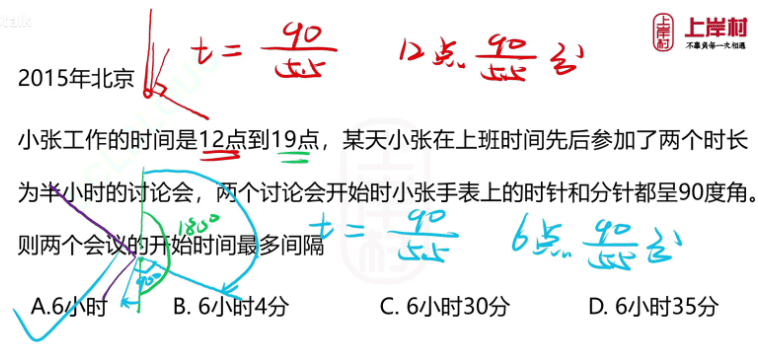 t = 90/5.5 12点 90/5.5 分
上岸村 上岸村
不辜负每一次相遇
2015年北京
小张工作的时间是12点到19点，某天小张在上班时间先后参加了两个时长
为半小时的讨论会，两个讨论会开始时小张手表上的时针和分针都呈90度角。
180°
则两个会议的开始时间最多间隔 t = 90/5.5 6点 90/5.5 分
90°
A.6小时 B. 6小时4分 C. 6小时30分 D. 6小时35分